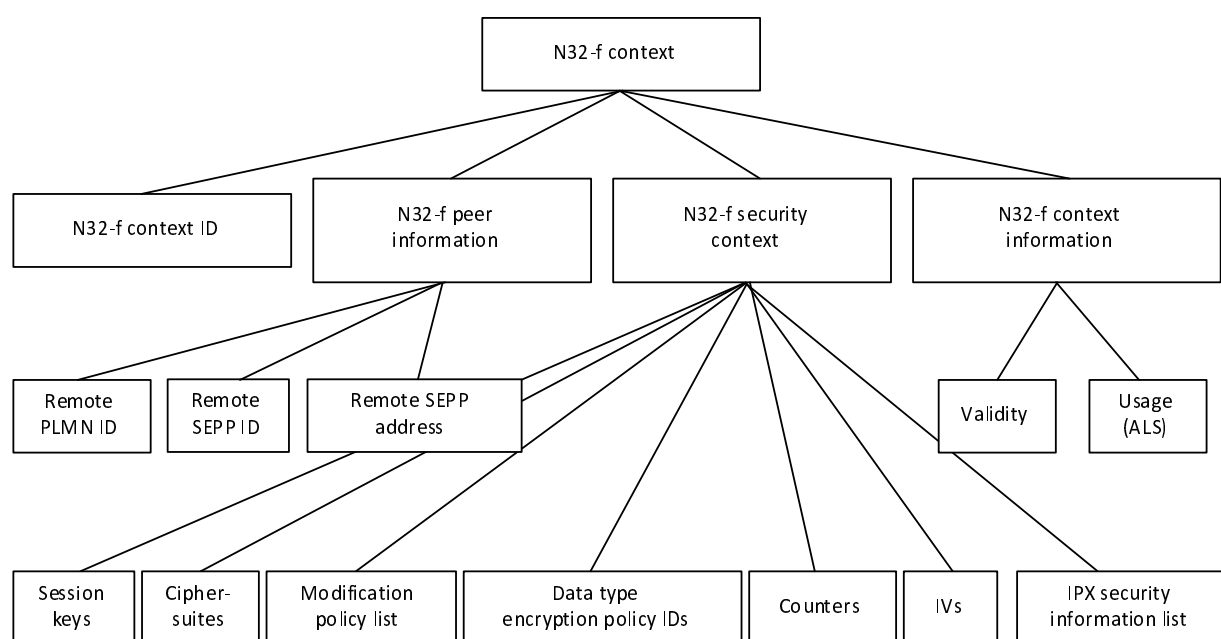 N32-f context
N32-f context ID
N32-f peer
information
N32-f security
context
N32-f context
information
Remote
PLMN ID
Remote
SEPP ID
Remote SEPP
address
Validity
Usage
(ALS)
Session
keys
Cipher-
suites
Modification
policy list
Data type
encryption policy IDs
Counters
IVs
IPX security
information list